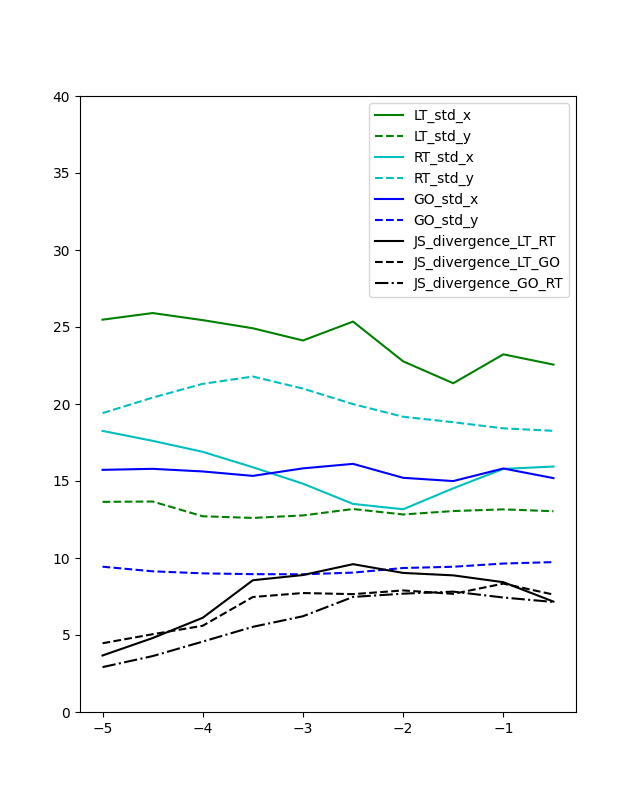 40
35
30
25
20
15
10
5
0
−5
−4
−3
−2
−1
LT_std_x
LT_std_y
RT_std_x
RT_std_y
GO_std_x
GO_std_y
JS_divergence_LT_RT
JS_divergence_LT_GO
JS_divergence_GO_RT